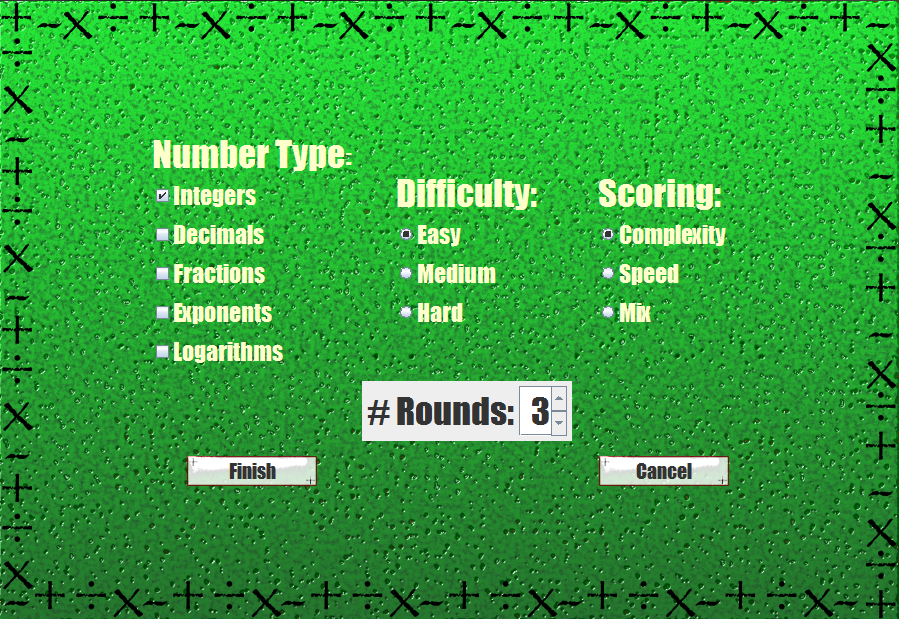 Number Type:
Integers
Decimals
Fractions
Exponents
Logarithms
Difficulty:
Easy
Medium
Hard
Scoring:
Complexity
Speed
Mix
# Rounds: 3
Finish
Cancel